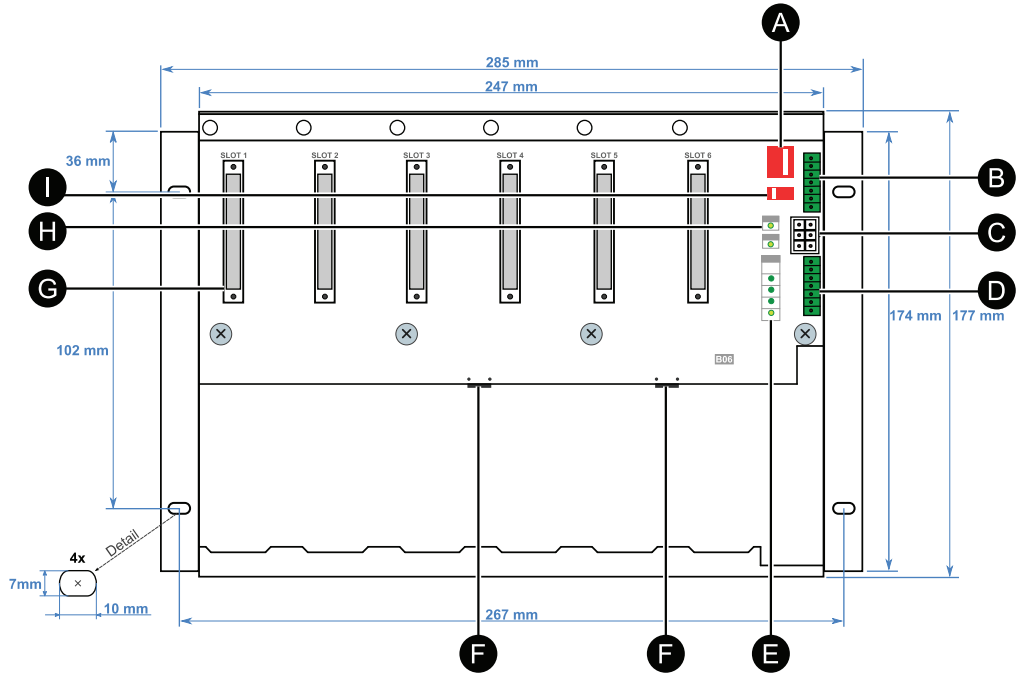 A
285 mm
247 mm
36 mm
SLOT 1
SLOT 2
SLOT 3
SLOT 4
SLOT 5
SLOT 6
B
I
H
C
G
D
174 mm
177 mm
102 mm
B06
Detail
4x
7mm
10 mm
267 mm
F
F
E